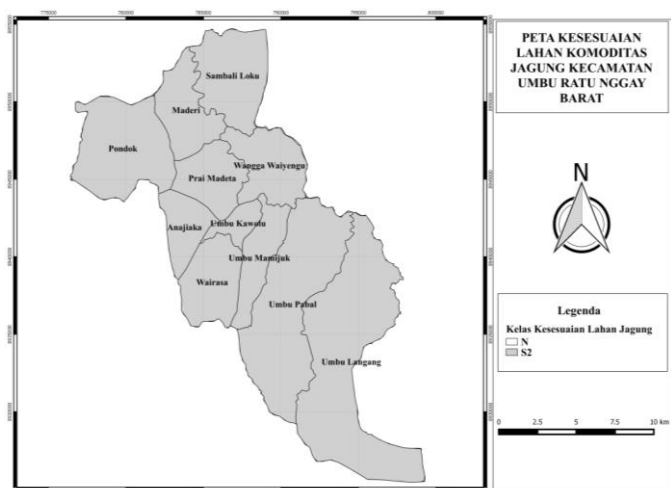 PETA KESESUAIAN
LAHAN KOMODITAS
JAGUNG KECAMATAN
UMBU RATU NGGAY
BARAT
N
Sambali Loku
Maderi
Pondok
Wangga Waiyengu
Prai Madeta
Anajiaka
Umbu Kawolu
Umbu Mamijuk
Wairasa
Umbu Pabal
Umbu Langang
Legenda
Kelas Kesesuaian Lahan Jagung
N
S2
0 2.5 5 7.5 10 km